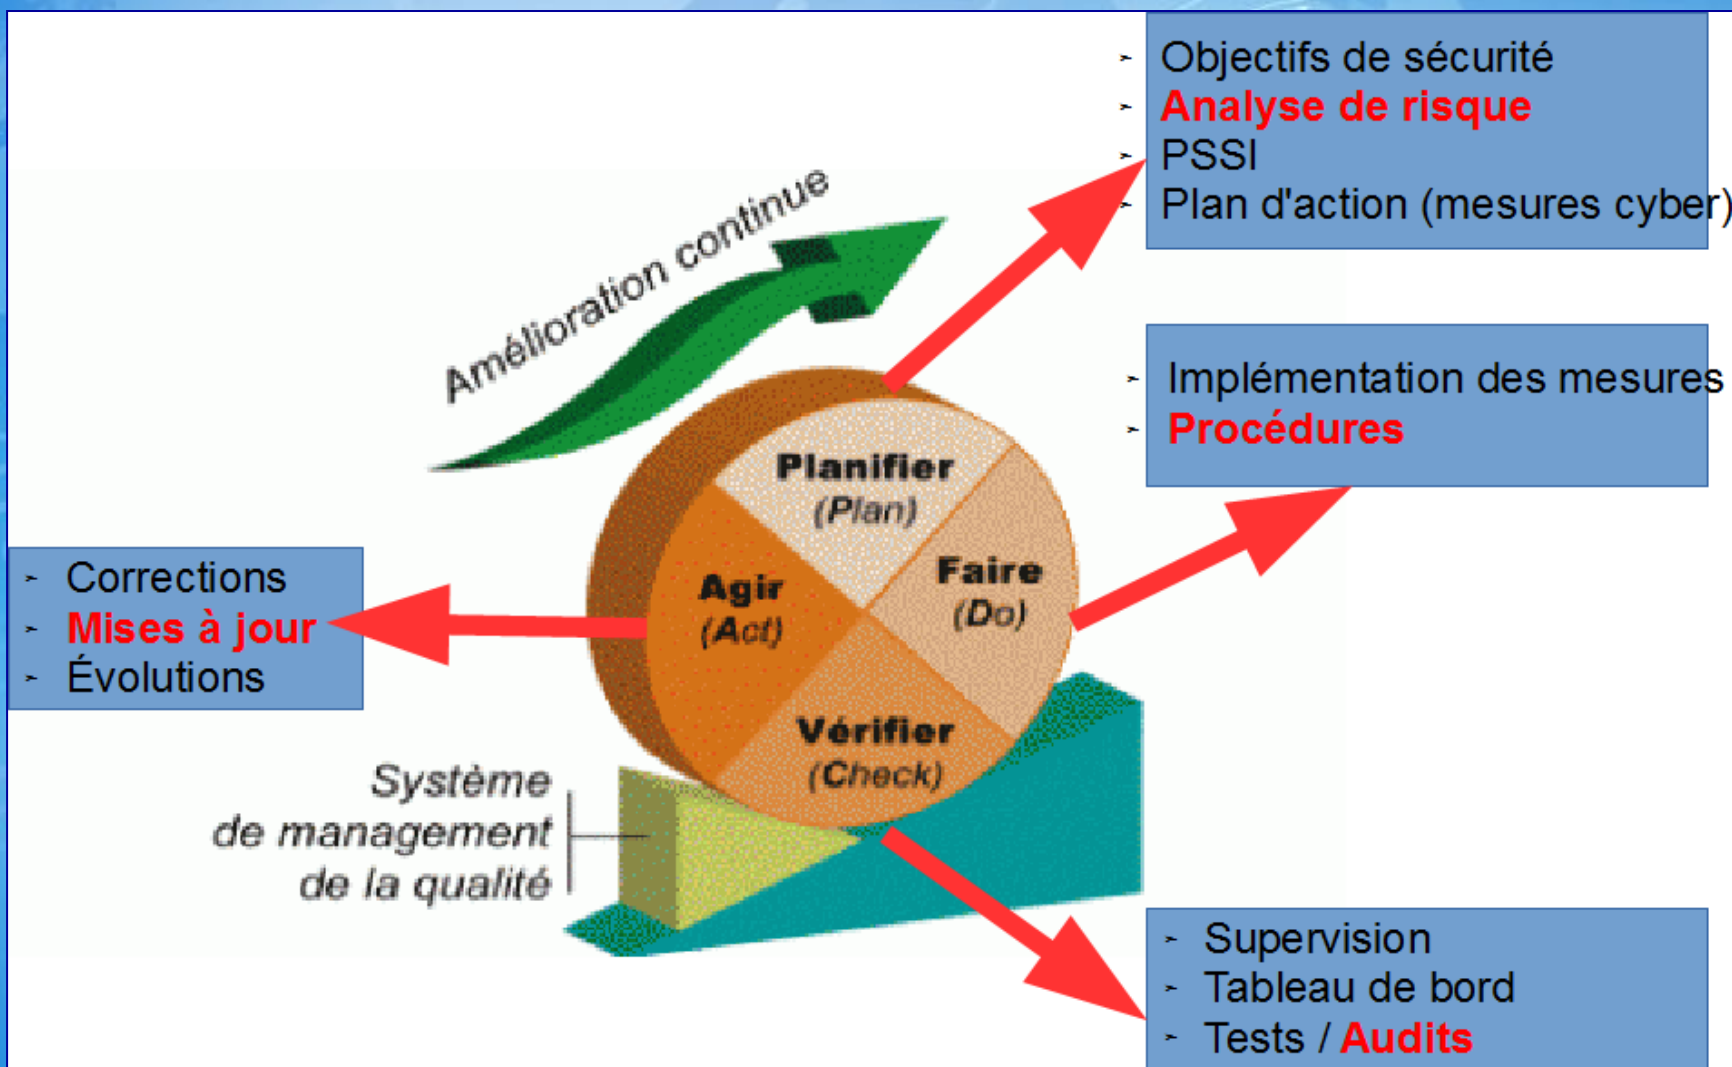 Objectifs de sécurité
Analyse de risque
PSSI
Plan d'action (mesures cyber)
Amélioration continue
Implémentation des mesures
Procédures
Planifier
(Plan)
Faire
(Do)
Agir
(Act)
Vérifier
(Check)
Corrections
Mises à jour
Évolutions
Système
de management
de la qualité
Supervision
Tableau de bord
Tests / Audits